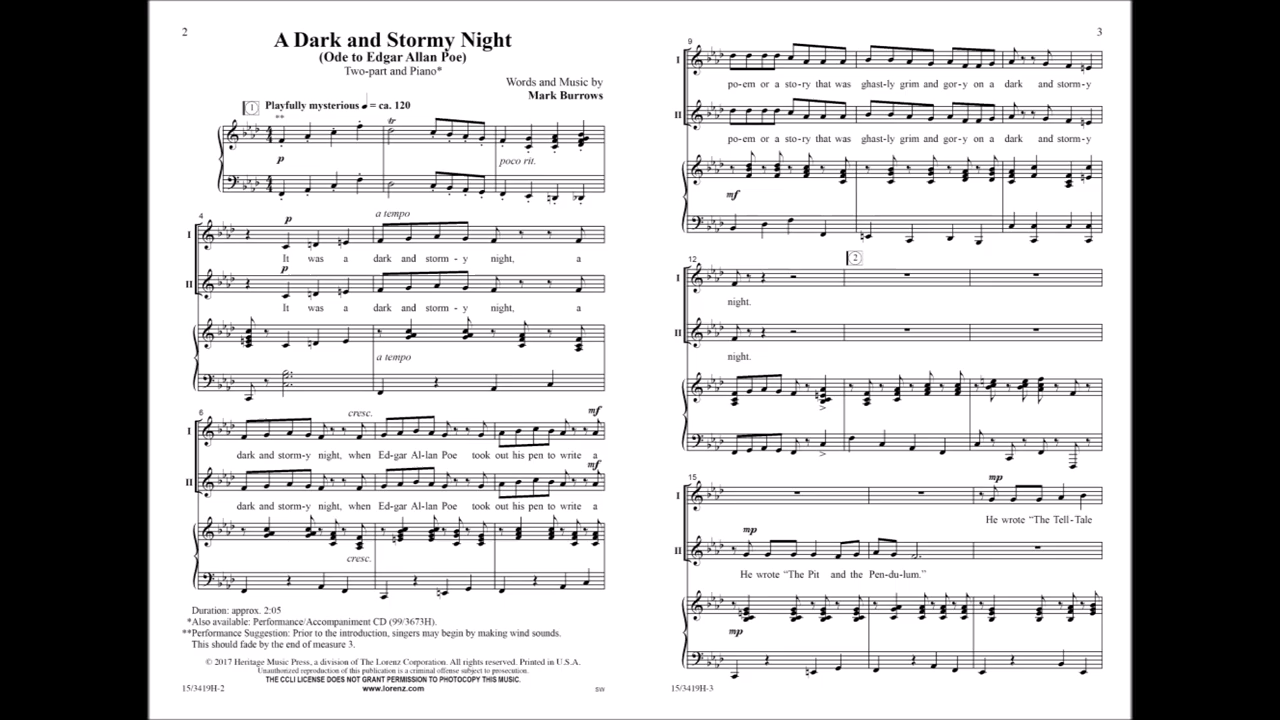 2
A Dark and Stormy Night
(Ode to Edgar Allan Poe)
Two-part and Piano*
Words and Music by
Mark Burrows
1
Playfully mysterious ♩ = ca. 120
**
tr
p
poco rit.
4
p
a tempo
I
It was a dark and storm - y night, a
p
II
It was a dark and storm - y night, a
a tempo
6
cresc.
mf
I
dark and storm-y night, when Ed-gar Al-lan Poe took out his pen to write a
mf
II
dark and storm-y night, when Ed-gar Al-lan Poe took out his pen to write a
cresc.
Duration: approx. 2:05
*Also available: Performance/Accompaniment CD (99/3673H).
**Performance Suggestion: Prior to the introduction, singers may begin by making wind sounds.
This should fade by the end of measure 3.
© 2017 Heritage Music Press, a division of The Lorenz Corporation. All rights reserved. Printed in U.S.A.
Unauthorized reproduction of this publication is a criminal offense subject to prosecution.
THE CCLI LICENSE DOES NOT GRANT PERMISSION TO PHOTOCOPY THIS MUSIC.
www.lorenz.com
15/3419H-2
SW
3
9
I
po-em or a sto-ry that was ghast-ly grim and gor-y on a dark and storm-y
II
po-em or a sto-ry that was ghast-ly grim and gor-y on a dark and storm-y
mf
12
2
I
night.
II
night.
15
mp
I
He wrote “The Tell-Tale
mp
II
He wrote “The Pit and the Pen-du-lum.”
mp
15/3419H-3